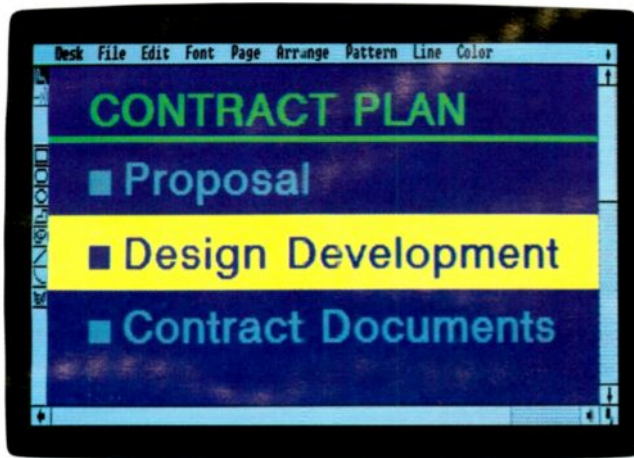 Desk File Edit Font Page Arrange Pattern Line Color
CONTRACT PLAN
Proposal
Design Development
Contract Documents